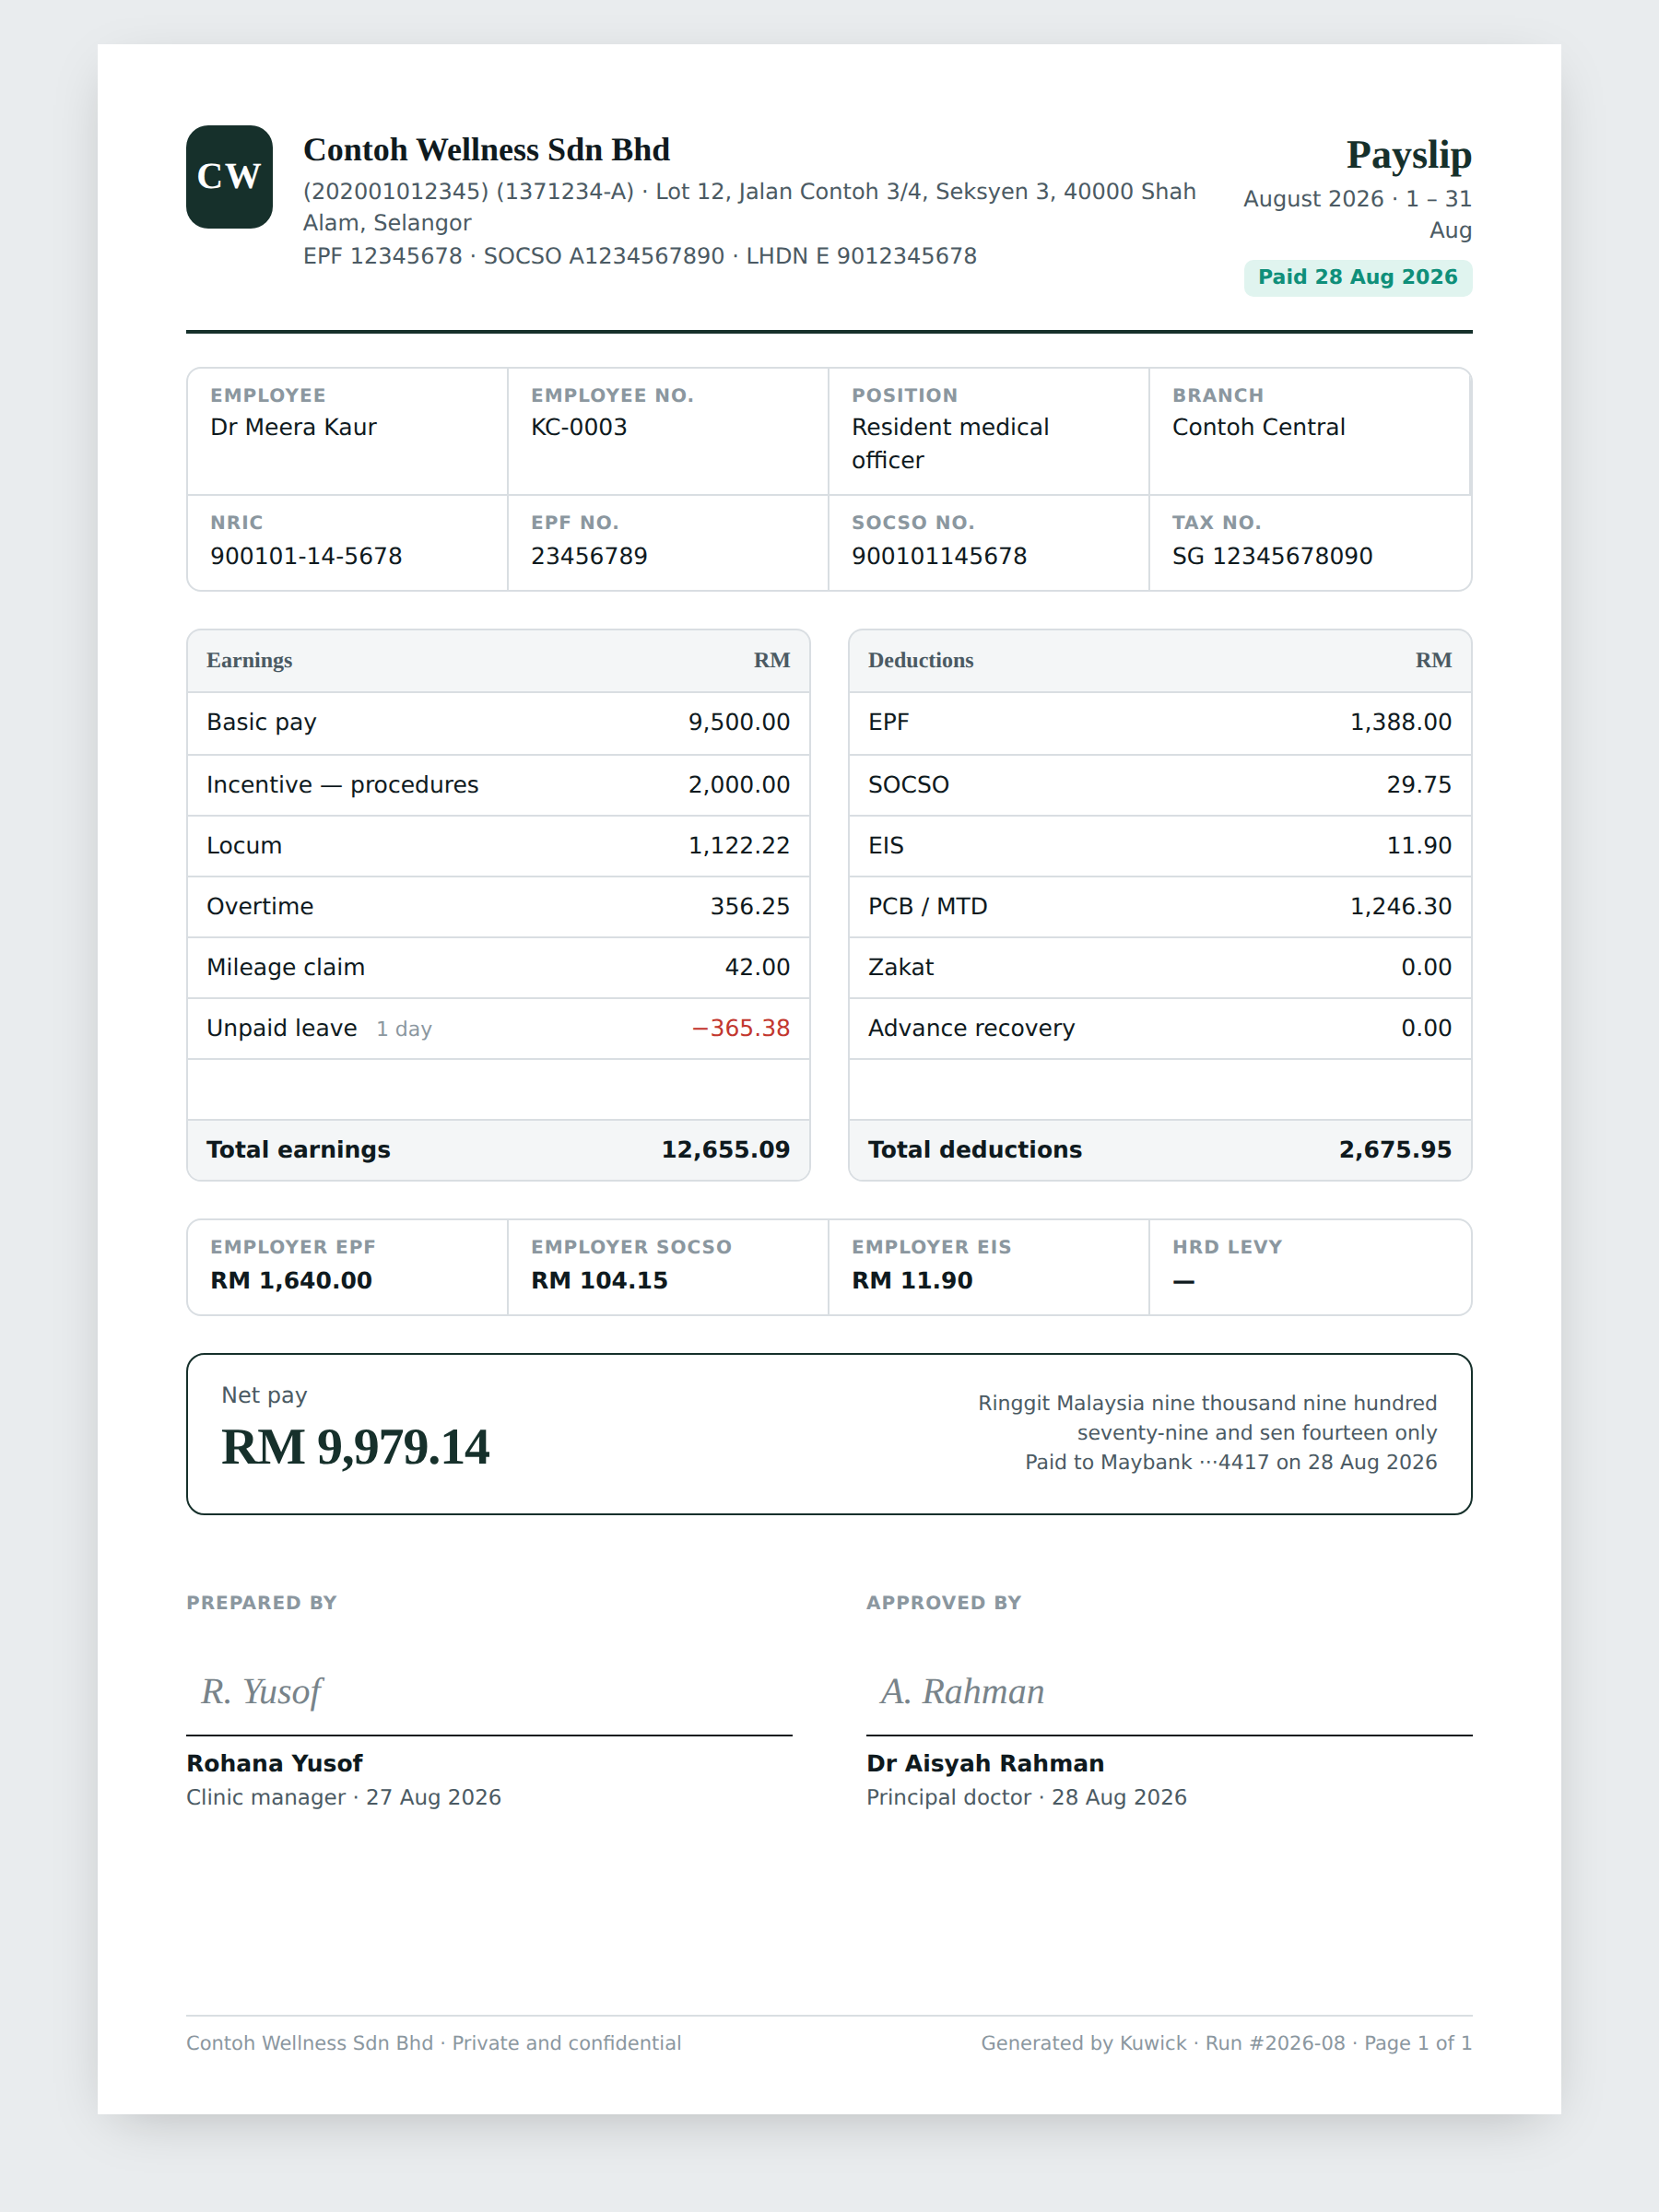 CW
Contoh Wellness Sdn Bhd
(202001012345) (1371234-A) · Lot 12, Jalan Contoh 3/4, Seksyen 3, 40000 Shah
Alam, Selangor
EPF 12345678 · SOCSO A1234567890 · LHDN E 9012345678
Payslip
August 2026 · 1 – 31
Aug
Paid 28 Aug 2026
EMPLOYEE
Dr Meera Kaur
EMPLOYEE NO.
KC-0003
POSITION
Resident medical
officer
BRANCH
Contoh Central
NRIC
900101-14-5678
EPF NO.
23456789
SOCSO NO.
900101145678
TAX NO.
SG 12345678090
Earnings RM
Basic pay 9,500.00
Incentive — procedures 2,000.00
Locum 1,122.22
Overtime 356.25
Mileage claim 42.00
Unpaid leave 1 day −365.38
Total earnings 12,655.09
Deductions RM
EPF 1,388.00
SOCSO 29.75
EIS 11.90
PCB / MTD 1,246.30
Zakat 0.00
Advance recovery 0.00
Total deductions 2,675.95
EMPLOYER EPF
RM 1,640.00
EMPLOYER SOCSO
RM 104.15
EMPLOYER EIS
RM 11.90
HRD LEVY
—
Net pay
RM 9,979.14
Ringgit Malaysia nine thousand nine hundred
seventy-nine and sen fourteen only
Paid to Maybank ···4417 on 28 Aug 2026
PREPARED BY
R. Yusof
Rohana Yusof
Clinic manager · 27 Aug 2026
APPROVED BY
A. Rahman
Dr Aisyah Rahman
Principal doctor · 28 Aug 2026
Contoh Wellness Sdn Bhd · Private and confidential
Generated by Kuwick · Run #2026-08 · Page 1 of 1